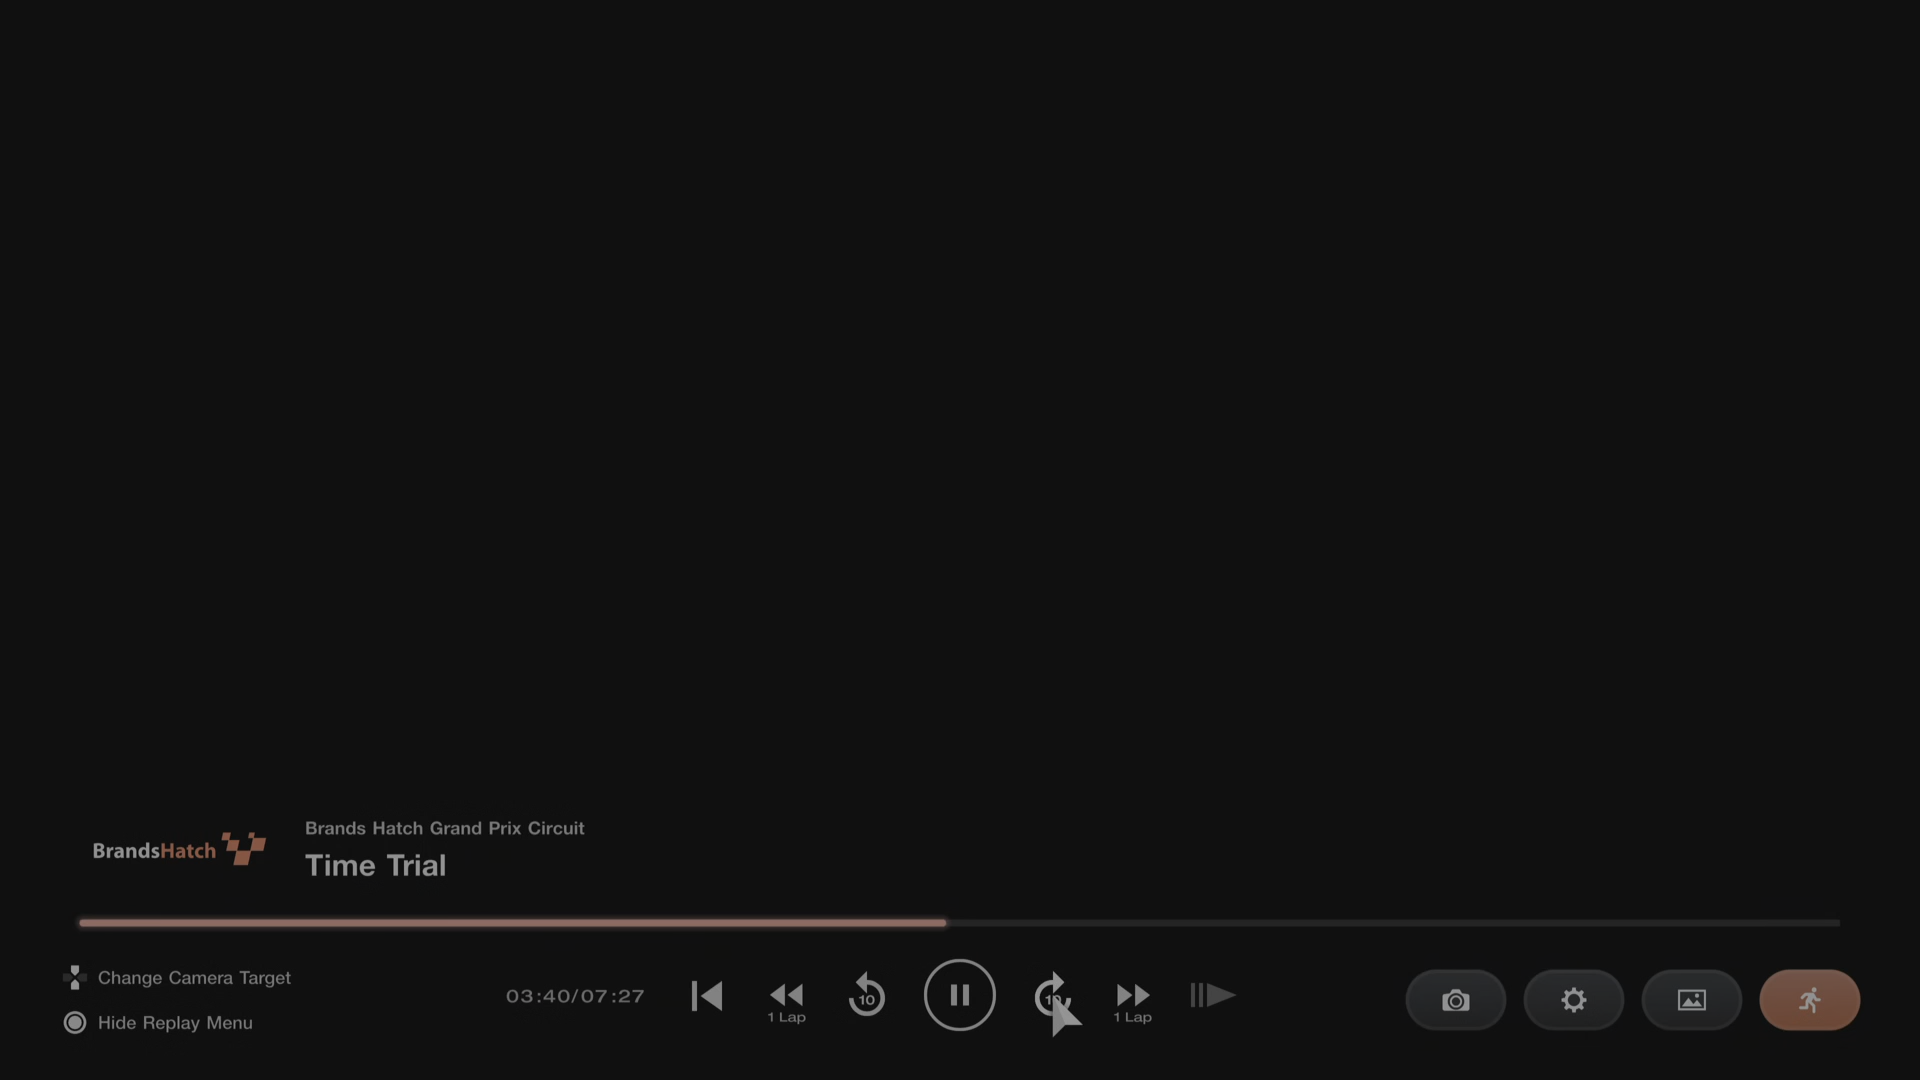 Brands Hatch Grand Prix Circuit
BrandsHatch
Time Trial
Change Camera Target
Hide Replay Menu
03:40/07:27
1 Lap
10
10
1 Lap